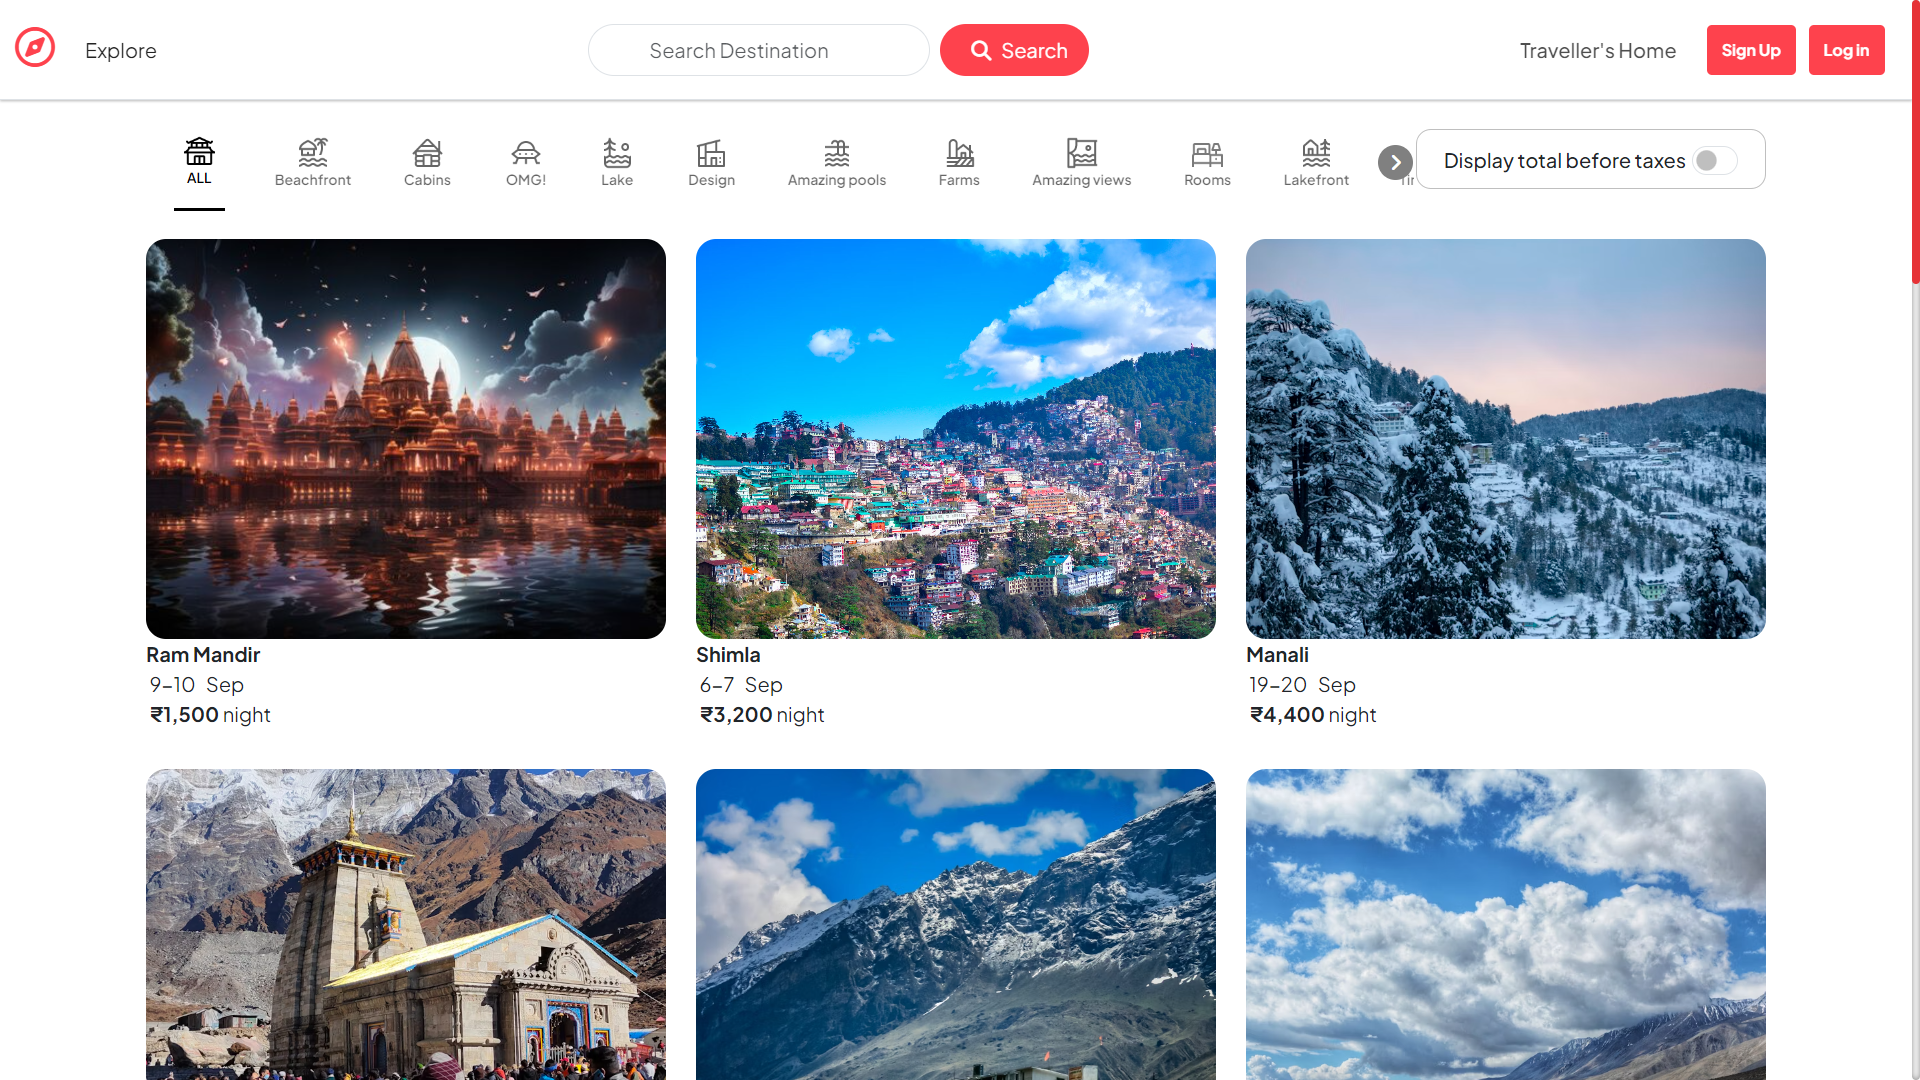 Explore
Search Destination
Search
Traveller's Home
Sign Up
Log in
ALL
Beachfront
Cabins
OMG!
Lake
Design
Amazing pools
Farms
Amazing views
Rooms
Lakefront
Display total before taxes
Ram Mandir
9–10 Sep
₹1,500 night
Shimla
6–7 Sep
₹3,200 night
Manali
19–20 Sep
₹4,400 night